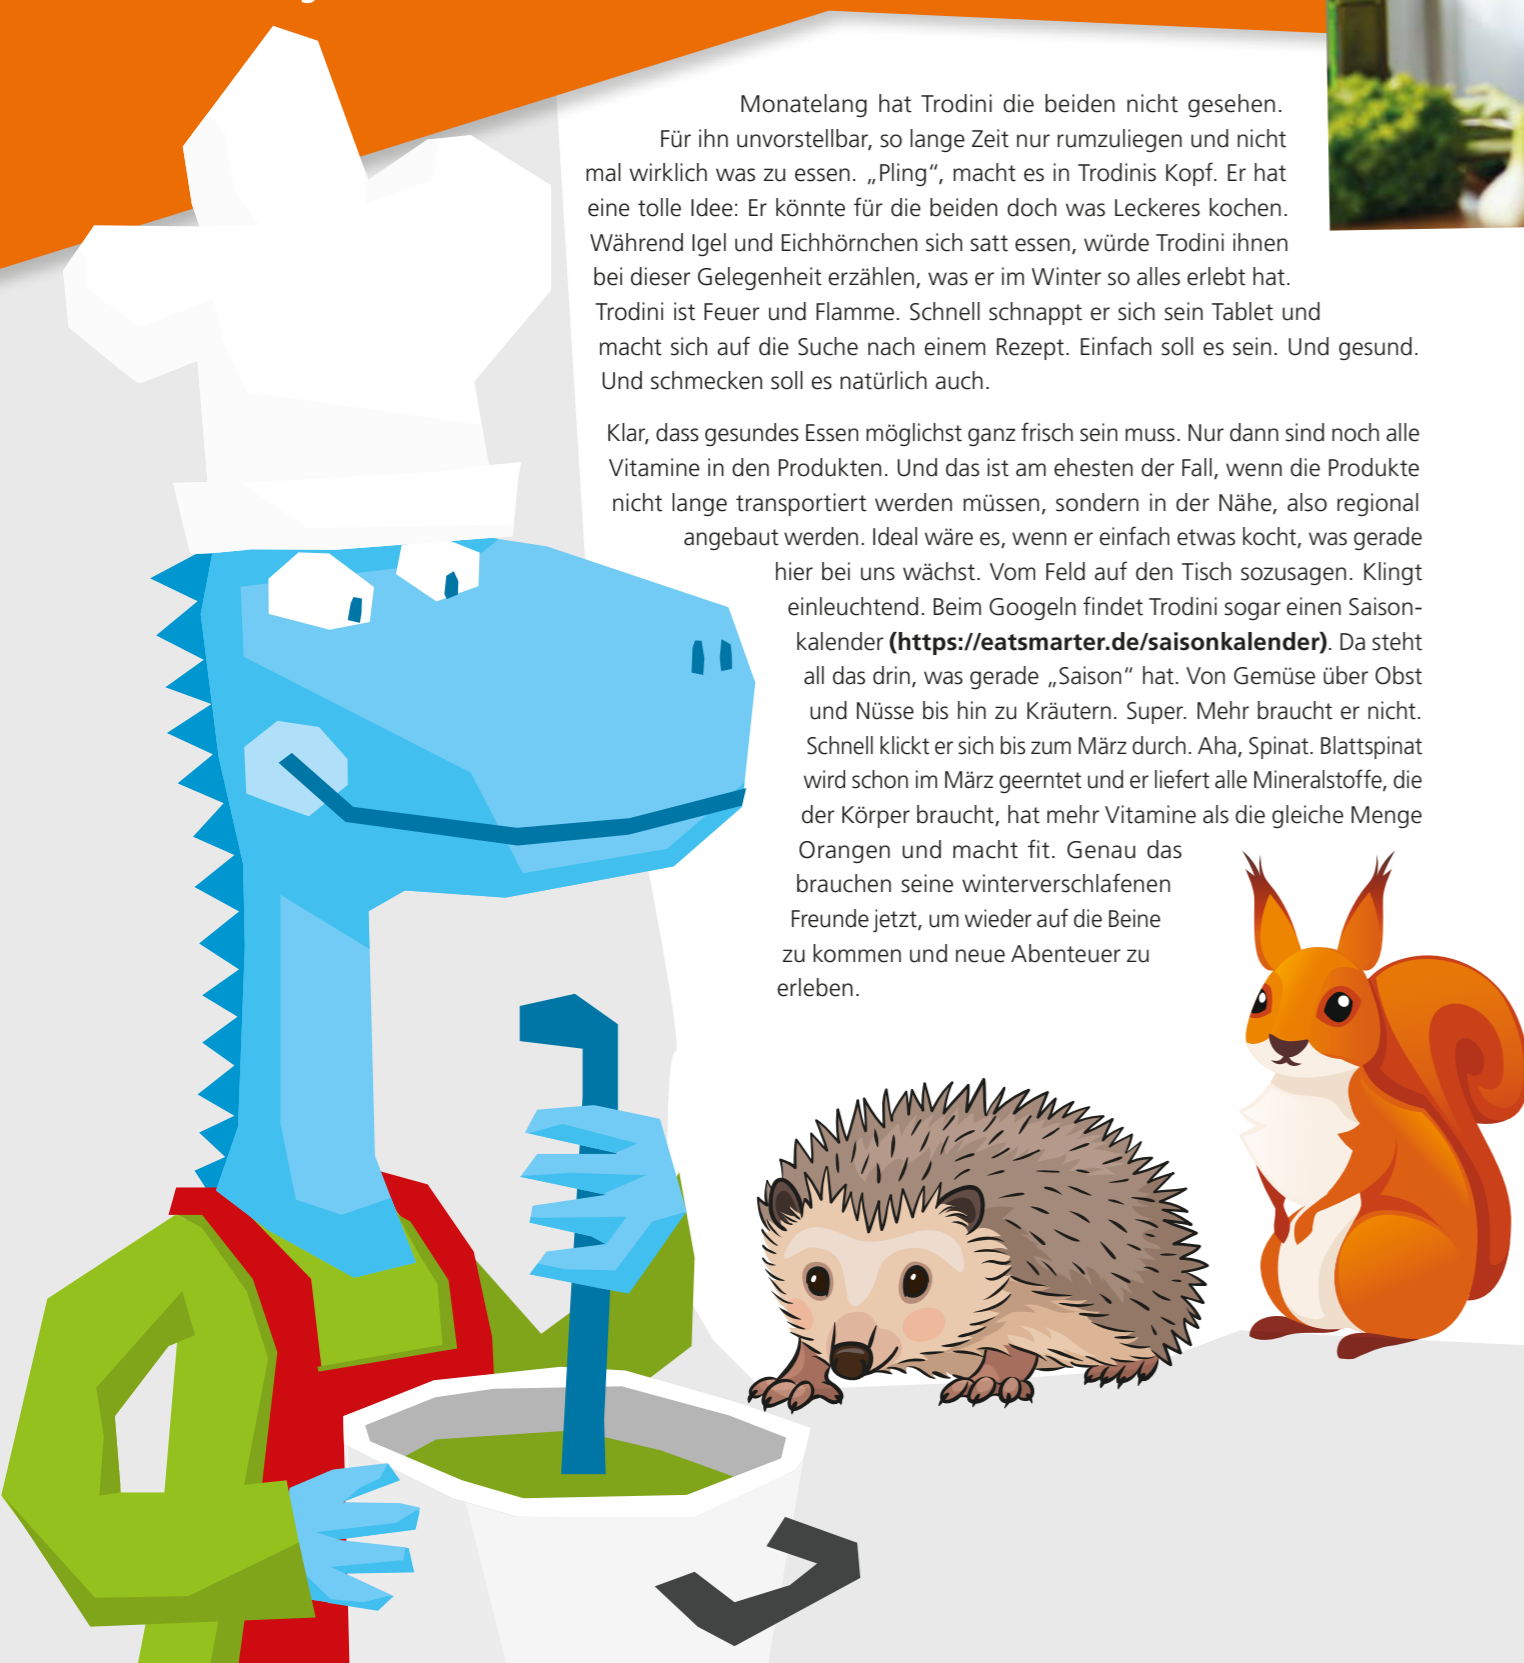 Monatelang hat Trodini die beiden nicht gesehen.
Für ihn unvorstellbar, so lange Zeit nur rumzuliegen und nicht
mal wirklich was zu essen. „Pling“, macht es in Trodinis Kopf. Er hat
eine tolle Idee: Er könnte für die beiden doch was Leckeres kochen.
Während Igel und Eichhörnchen sich satt essen, würde Trodini ihnen
bei dieser Gelegenheit erzählen, was er im Winter so alles erlebt hat.
Trodini ist Feuer und Flamme. Schnell schnappt er sich sein Tablet und
macht sich auf die Suche nach einem Rezept. Einfach soll es sein. Und gesund.
Und schmecken soll es natürlich auch.
Klar, dass gesundes Essen möglichst ganz frisch sein muss. Nur dann sind noch alle
Vitamine in den Produkten. Und das ist am ehesten der Fall, wenn die Produkte
nicht lange transportiert werden müssen, sondern in der Nähe, also regional
angebaut werden. Ideal wäre es, wenn er einfach etwas kocht, was gerade
hier bei uns wächst. Vom Feld auf den Tisch sozusagen. Klingt
einleuchtend. Beim Googeln findet Trodini sogar einen Saison-
kalender (https://eatsmarter.de/saisonkalender). Da steht
all das drin, was gerade „Saison“ hat. Von Gemüse über Obst
und Nüsse bis hin zu Kräutern. Super. Mehr braucht er nicht.
Schnell klickt er sich bis zum März durch. Aha, Spinat. Blattspinat
wird schon im März geerntet und er liefert alle Mineralstoffe, die
der Körper braucht, hat mehr Vitamine als die gleiche Menge
Orangen und macht fit. Genau das
brauchen seine winterverschlafenen
Freunde jetzt, um wieder auf die Beine
zu kommen und neue Abenteuer zu
erleben.